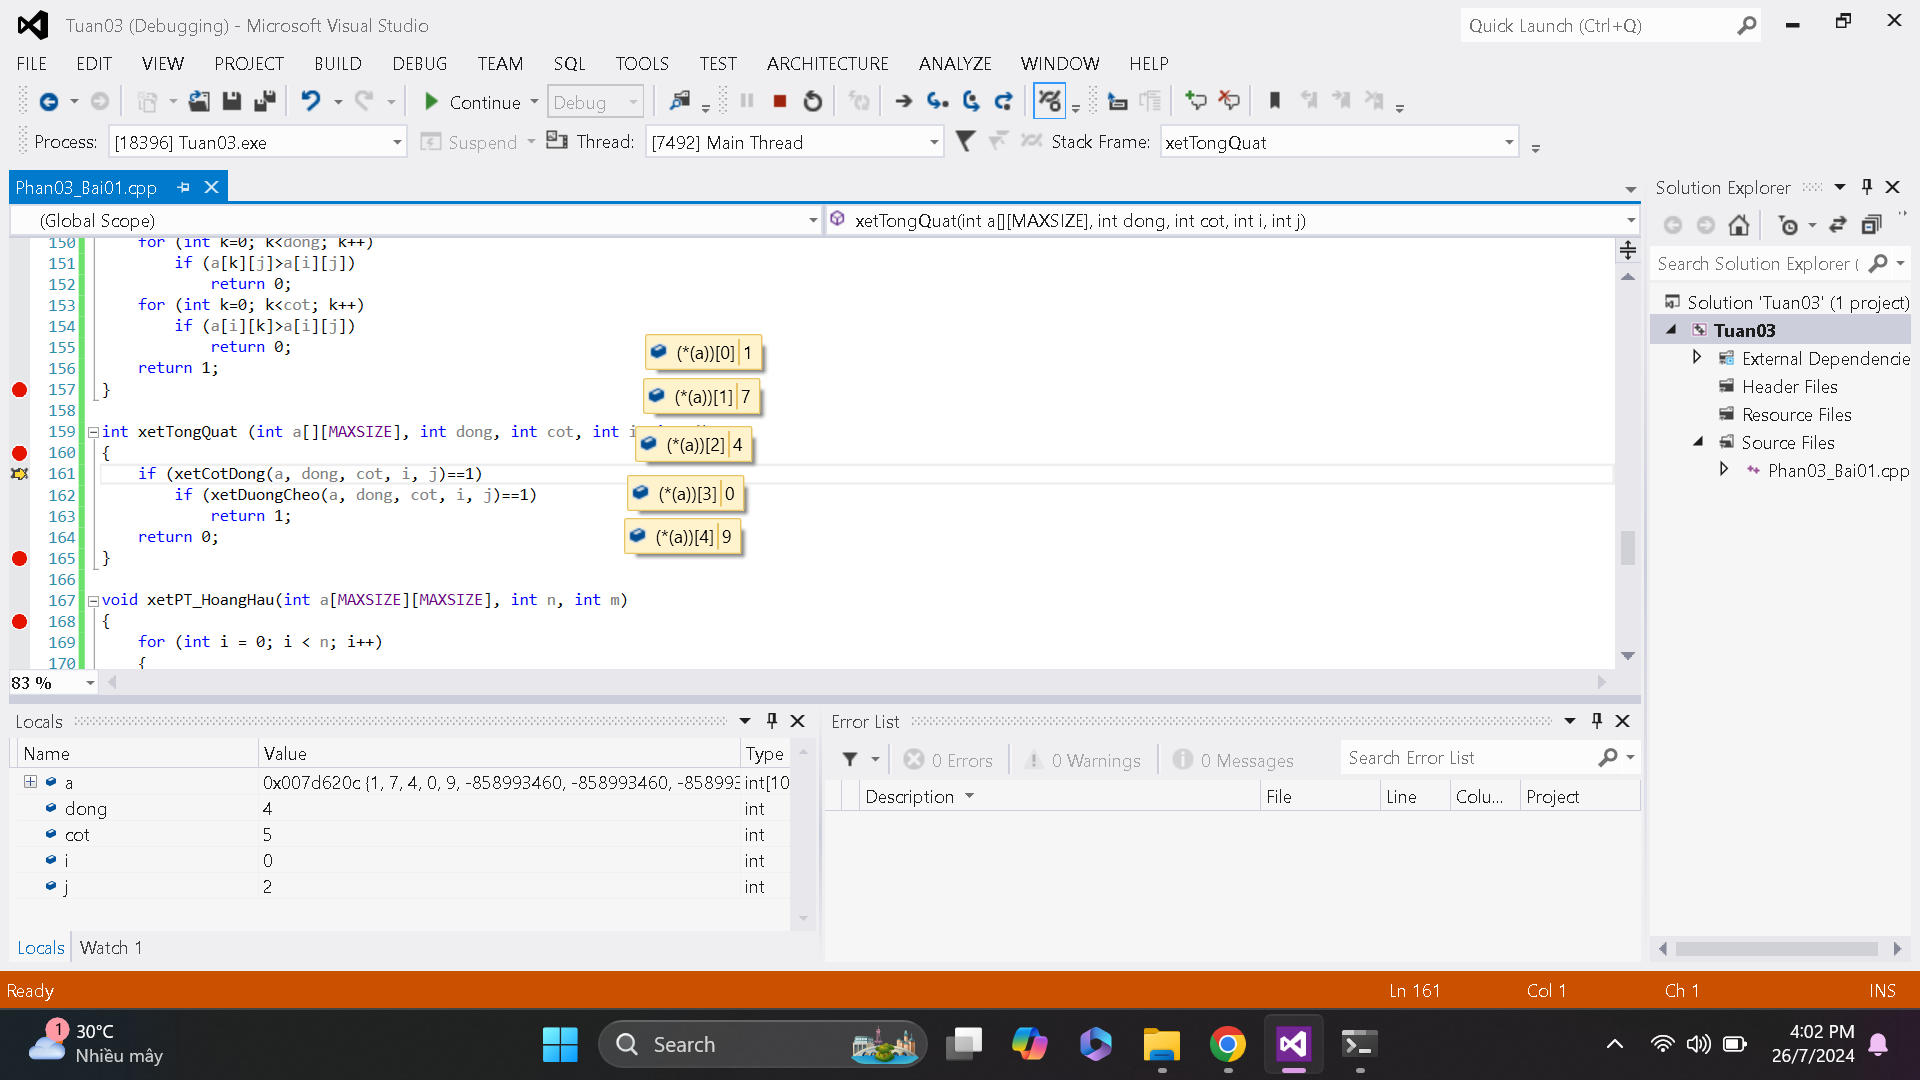 Tuan03 (Debugging) - Microsoft Visual Studio
Quick Launch (Ctrl+Q)
FILE EDIT VIEW PROJECT BUILD DEBUG TEAM SQL TOOLS TEST ARCHITECTURE ANALYZE WINDOW HELP
Continue Debug
Process: [18396] Tuan03.exe Suspend Thread: [7492] Main Thread Stack Frame: xetTongQuat
Phan03_Bai01.cpp
(Global Scope) xetTongQuat(int a[][MAXSIZE], int dong, int cot, int i, int j)
150 for (int k=0; k<dong; k++)
151 if (a[k][j]>a[i][j])
152 return 0;
153 for (int k=0; k<cot; k++)
154 if (a[i][k]>a[i][j])
155 return 0;
156 return 1;
157 }
158
159 int xetTongQuat (int a[][MAXSIZE], int dong, int cot, int i
160 {
161 if (xetCotDong(a, dong, cot, i, j)==1)
162 if (xetDuongCheo(a, dong, cot, i, j)==1)
163 return 1;
164 return 0;
165 }
166
167 void xetPT_HoangHau(int a[MAXSIZE][MAXSIZE], int n, int m)
168 {
169 for (int i = 0; i < n; i++)
170 {
(*(a))[0] 1
(*(a))[1] 7
(*(a))[2] 4
(*(a))[3] 0
(*(a))[4] 9
83 %
Solution Explorer
Search Solution Explorer (
Solution 'Tuan03' (1 project)
Tuan03
External Dependencie
Header Files
Resource Files
Source Files
Phan03_Bai01.cpp
Locals
Name Value Type
a 0x007d620c {1, 7, 4, 0, 9, -858993460, -858993460, -858993 int[10
dong 4 int
cot 5 int
i 0 int
j 2 int
Locals Watch 1
Error List
0 Errors 0 Warnings 0 Messages Search Error List
Description File Line Colu... Project
Ready Ln 161 Col 1 Ch 1 INS
1
30°C
Nhiều mây
Search
4:02 PM
26/7/2024